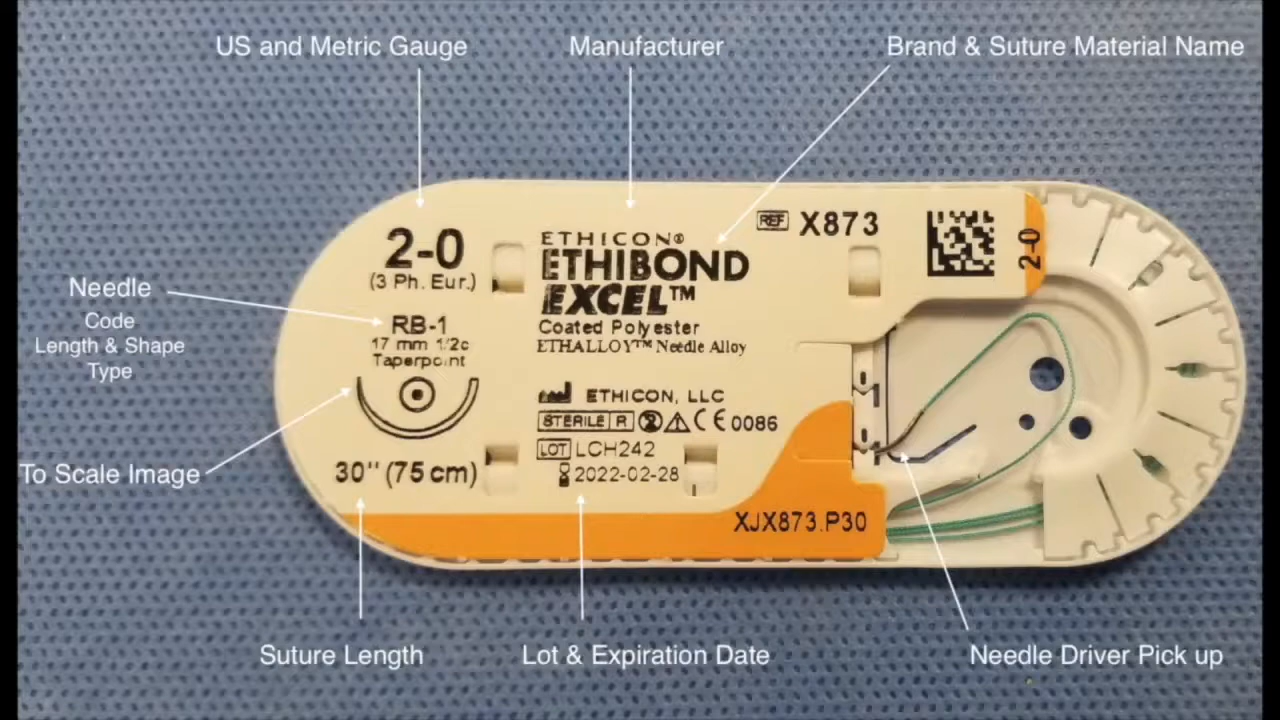 US and Metric Gauge
Manufacturer
Brand & Suture Material Name
2-0
(3 Ph. Eur.)
ETHICON®
ETHIBOND
EXCEL™
Coated Polyester
ETHALLOY™ Needle Alloy
REF X873
2-0
Needle
Code
Length & Shape
Type
RB-1
17 mm 1/2c
Taperpoint
ETHICON, LLC
STERILE R 2 CE 0086
LOT LCH242
2022-02-28
To Scale Image
30" (75 cm)
XJX873.P30
Suture Length
Lot & Expiration Date
Needle Driver Pick up